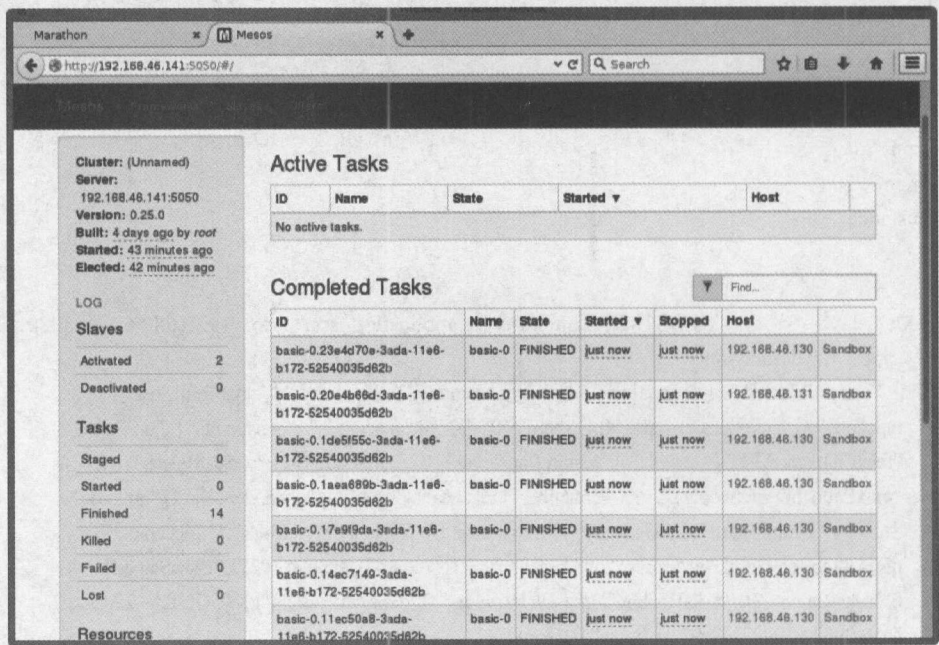 Marathon
Mesos
http://192.168.46.141:5050/#/
Search
Mesos
Cluster: (Unnamed)
Server:
192.168.46.141:5050
Version: 0.25.0
Built: 4 days ago by root
Started: 43 minutes ago
Elected: 42 minutes ago
LOG
Slaves
Activated 2
Deactivated 0
Tasks
Staged 0
Started 0
Finished 14
Killed 0
Failed 0
Lost 0
Resources
Active Tasks
ID Name State Started ▼ Host
No active tasks.
Completed Tasks
Find...
ID Name State Started ▼ Stopped Host
basic-0.23e4d70e-3ada-11e6- basic-0 FINISHED just now just now 192.168.46.130 Sandbox
b172-52540035d62b
basic-0.20e4b66d-3ada-11e6- basic-0 FINISHED just now just now 192.168.46.131 Sandbox
b172-52540035d62b
basic-0.1de5f55c-3ada-11e6- basic-0 FINISHED just now just now 192.168.46.130 Sandbox
b172-52540035d62b
basic-0.1aea689b-3ada-11e6- basic-0 FINISHED just now just now 192.168.46.130 Sandbox
b172-52540035d62b
basic-0.17e9f9da-3ada-11e6- basic-0 FINISHED just now just now 192.168.46.130 Sandbox
b172-52540035d62b
basic-0.14ec7149-3ada- basic-0 FINISHED just now just now 192.168.46.130 Sandbox
11e6-b172-52540035d62b
basic-0.11ec50a8-3ada- basic-0 FINISHED just now just now 192.168.46.130 Sandbox
11e6-b172-52540035d62b